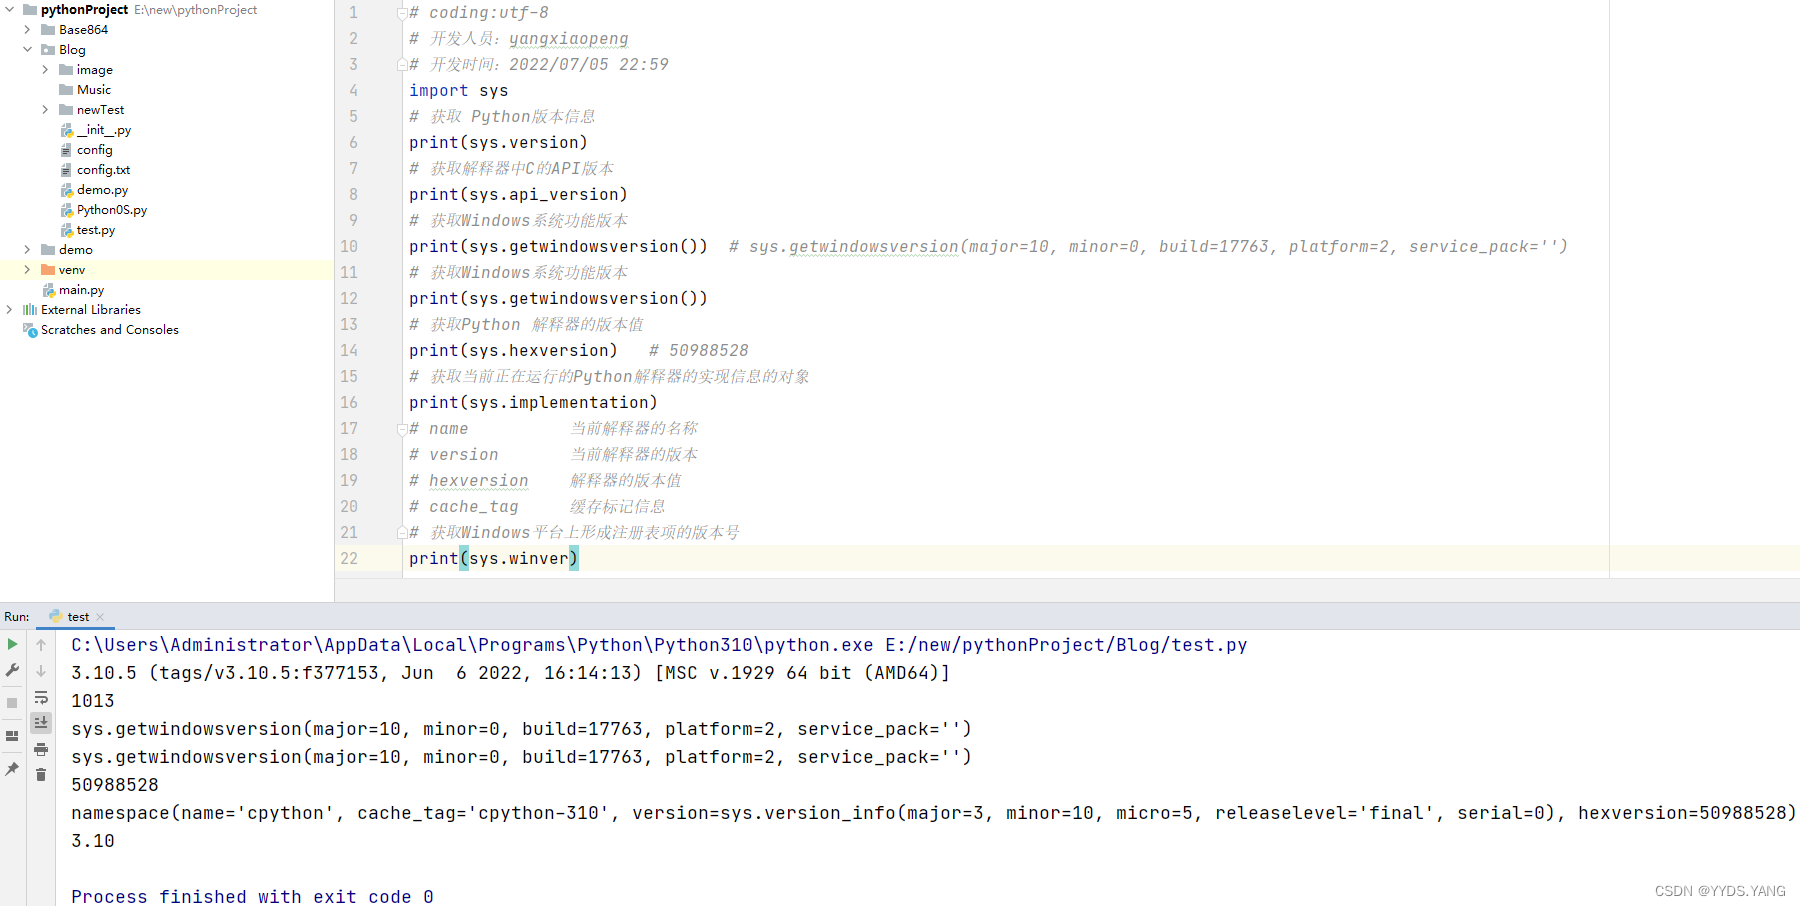 pythonProject E:\new\pythonProject
Base864
Blog
image
Music
newTest
__init__.py
config
config.txt
demo.py
Python0S.py
test.py
demo
venv
main.py
External Libraries
Scratches and Consoles
1 # coding:utf-8
2 # 开发人员：yangxiaopeng
3 # 开发时间：2022/07/05 22:59
4 import sys
5 # 获取 Python版本信息
6 print(sys.version)
7 # 获取解释器中C的API版本
8 print(sys.api_version)
9 # 获取Windows系统功能版本
10 print(sys.getwindowsversion())  # sys.getwindowsversion(major=10, minor=0, build=17763, platform=2, service_pack='')
11 # 获取Windows系统功能版本
12 print(sys.getwindowsversion())
13 # 获取Python 解释器的版本值
14 print(sys.hexversion)   # 50988528
15 # 获取当前正在运行的Python解释器的实现信息的对象
16 print(sys.implementation)
17 # name          当前解释器的名称
18 # version       当前解释器的版本
19 # hexversion    解释器的版本值
20 # cache_tag     缓存标记信息
21 # 获取Windows平台上形成注册表项的版本号
22 print(sys.winver)
Run: test
C:\Users\Administrator\AppData\Local\Programs\Python\Python310\python.exe E:/new/pythonProject/Blog/test.py
3.10.5 (tags/v3.10.5:f377153, Jun  6 2022, 16:14:13) [MSC v.1929 64 bit (AMD64)]
1013
sys.getwindowsversion(major=10, minor=0, build=17763, platform=2, service_pack='')
sys.getwindowsversion(major=10, minor=0, build=17763, platform=2, service_pack='')
50988528
namespace(name='cpython', cache_tag='cpython-310', version=sys.version_info(major=3, minor=10, micro=5, releaselevel='final', serial=0), hexversion=50988528)
3.10
Process finished with exit code 0
CSDN @YYDS.YANG